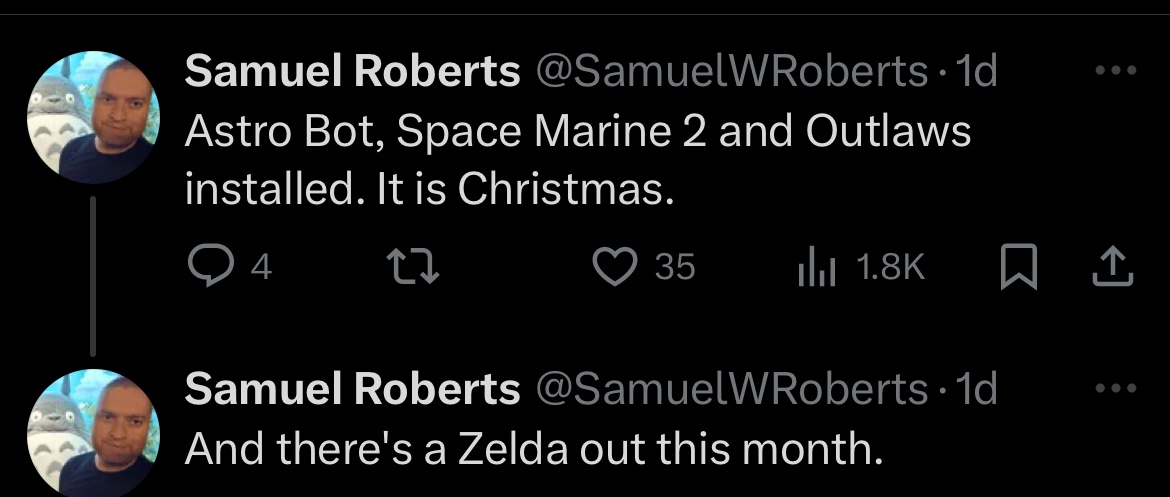 Samuel Roberts @SamuelWRoberts · 1d
Astro Bot, Space Marine 2 and Outlaws
installed. It is Christmas.
4 35 1.8K
Samuel Roberts @SamuelWRoberts · 1d
And there's a Zelda out this month.